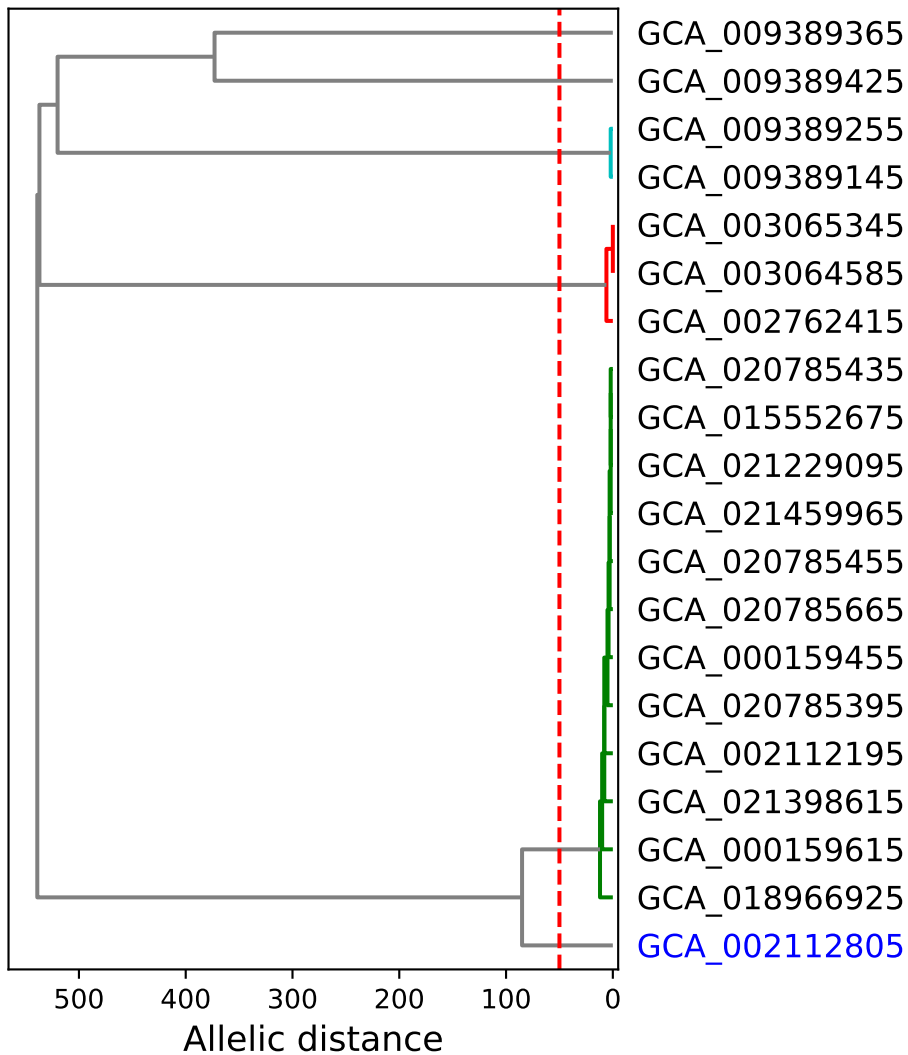 GCA_009389365
GCA_009389425
GCA_009389255
GCA_009389145
GCA_003065345
GCA_003064585
GCA_002762415
GCA_020785435
GCA_015552675
GCA_021229095
GCA_021459965
GCA_020785455
GCA_020785665
GCA_000159455
GCA_020785395
GCA_002112195
GCA_021398615
GCA_000159615
GCA_018966925
GCA_002112805
500 400 300 200 100 0
Allelic distance